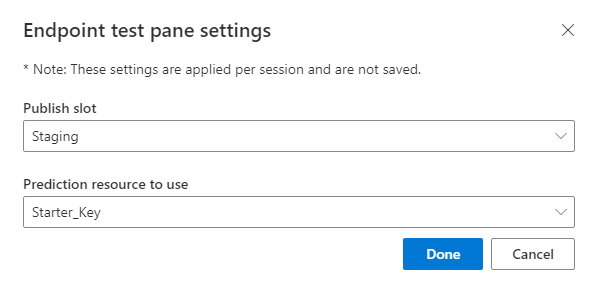 Endpoint test pane settings
* Note: These settings are applied per session and are not saved.
Publish slot
Staging
Prediction resource to use
Starter_Key
Done
Cancel